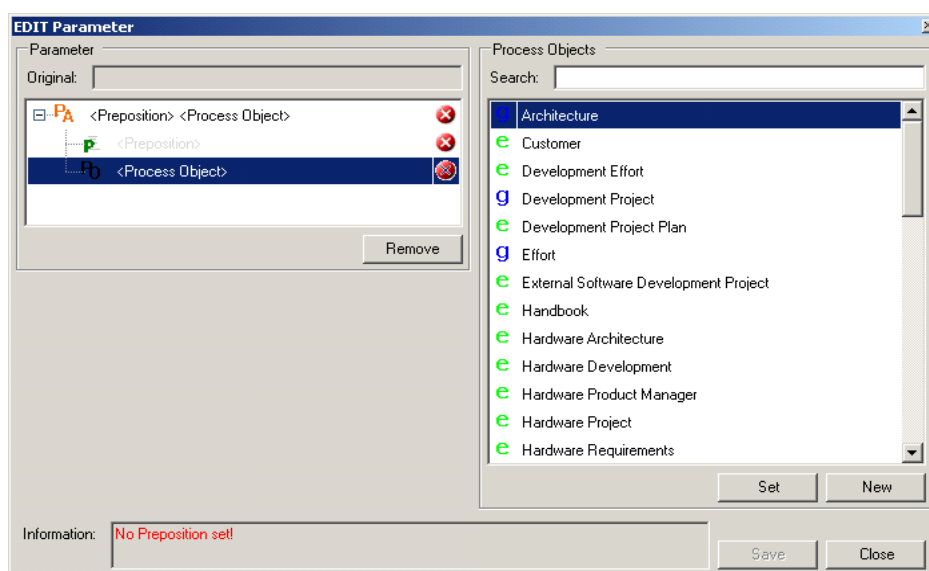 EDIT Parameter
Parameter
Original:
PA <Preposition> <Process Object>
p <Preposition>
Po <Process Object>
Remove
Process Objects
Search:
g Architecture
e Customer
e Development Effort
g Development Project
e Development Project Plan
g Effort
e External Software Development Project
e Handbook
e Hardware Architecture
e Hardware Development
e Hardware Product Manager
e Hardware Project
e Hardware Requirements
Set New
Information: No Preposition set!
Save Close